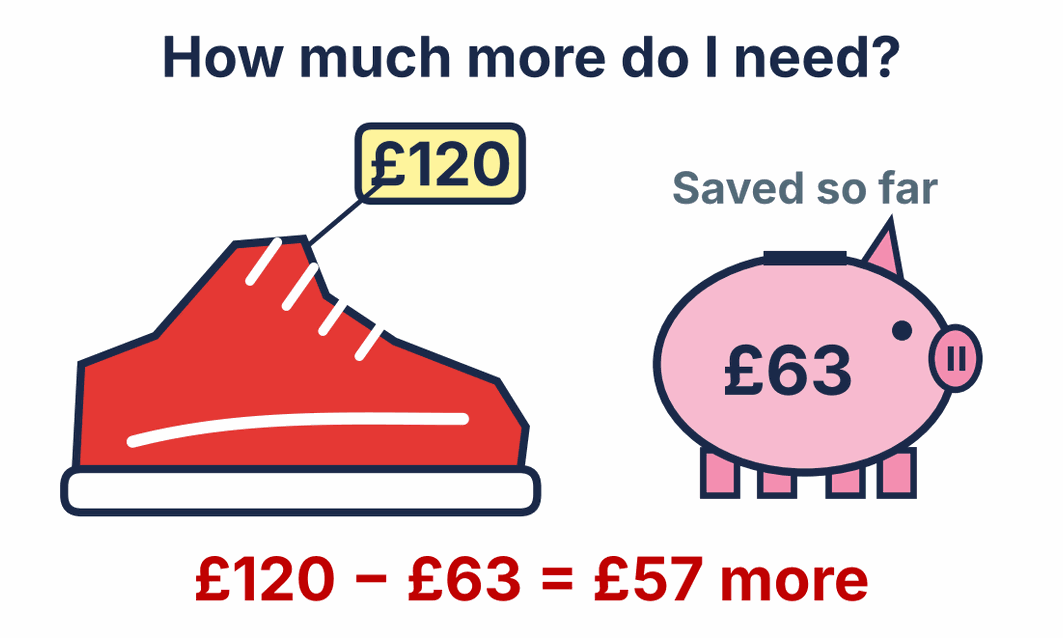 How much more do I need?
£120
Saved so far
£63
£120 − £63 = £57 more